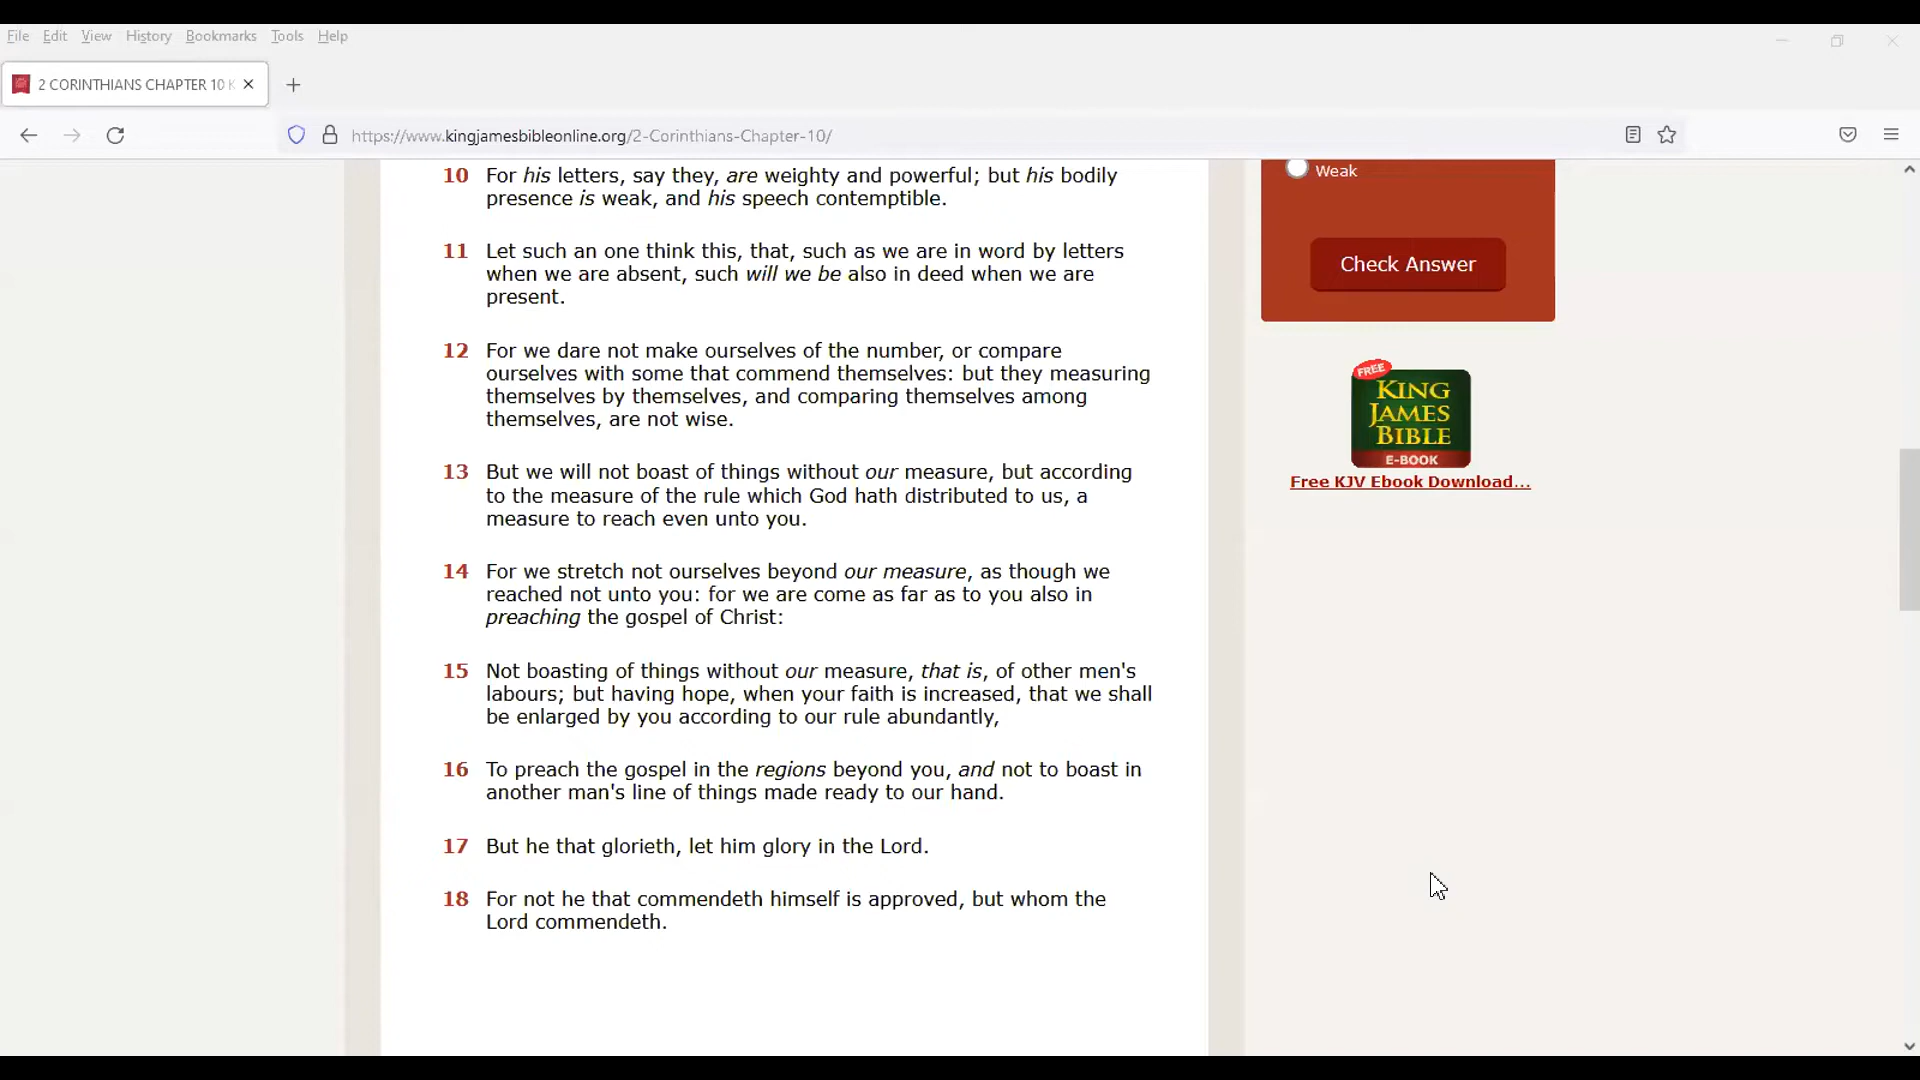 File Edit View History Bookmarks Tools Help
2 CORINTHIANS CHAPTER 10 K
https://www.kingjamesbibleonline.org/2-Corinthians-Chapter-10/
10 For his letters, say they, are weighty and powerful; but his bodily
presence is weak, and his speech contemptible.
11 Let such an one think this, that, such as we are in word by letters
when we are absent, such will we be also in deed when we are
present.
12 For we dare not make ourselves of the number, or compare
ourselves with some that commend themselves: but they measuring
themselves by themselves, and comparing themselves among
themselves, are not wise.
13 But we will not boast of things without our measure, but according
to the measure of the rule which God hath distributed to us, a
measure to reach even unto you.
14 For we stretch not ourselves beyond our measure, as though we
reached not unto you: for we are come as far as to you also in
preaching the gospel of Christ:
15 Not boasting of things without our measure, that is, of other men's
labours; but having hope, when your faith is increased, that we shall
be enlarged by you according to our rule abundantly,
16 To preach the gospel in the regions beyond you, and not to boast in
another man's line of things made ready to our hand.
17 But he that glorieth, let him glory in the Lord.
18 For not he that commendeth himself is approved, but whom the
Lord commendeth.
Weak
Check Answer
FREE
KING
JAMES
BIBLE
E-BOOK
Free KJV Ebook Download...